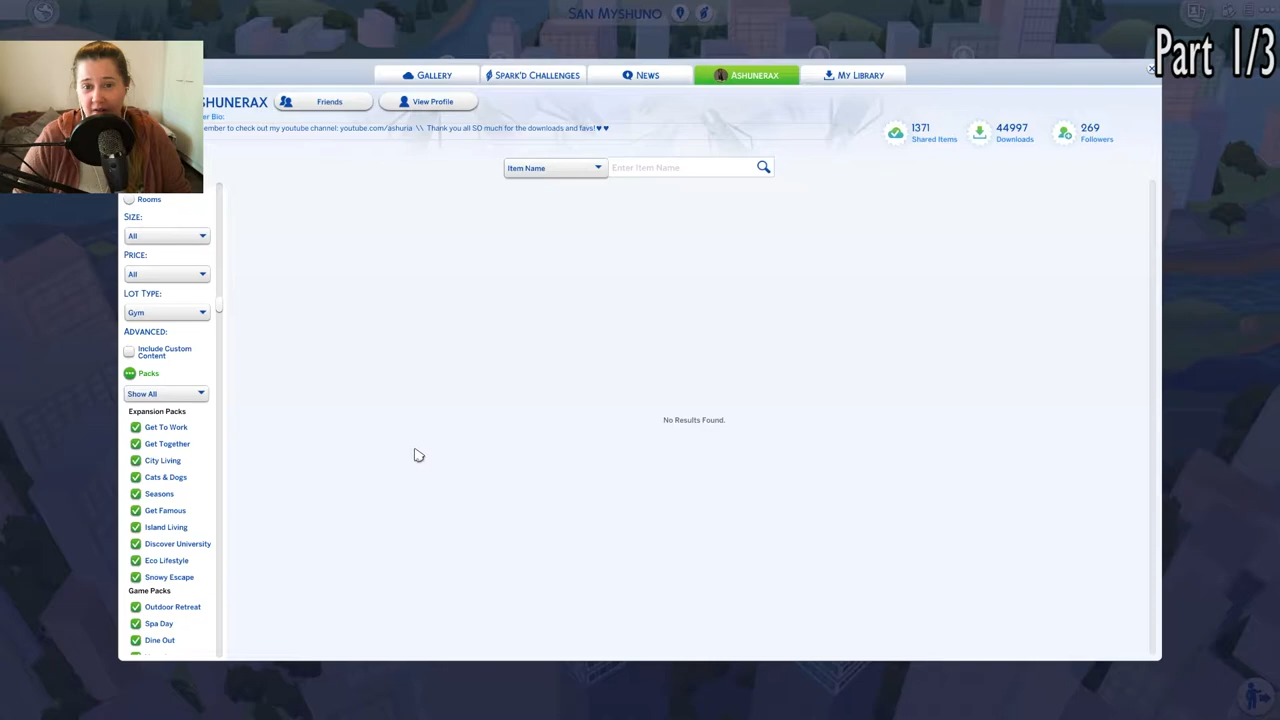 SAN MYSHUNO
Part 1/3
GALLERY
SPARK'D CHALLENGES
NEWS
ASHUNERAX
MY LIBRARY
SHUNERAX
Friends
View Profile
er Bio:
member to check out my youtube channel: youtube.com/ashuria \\ Thank you all SO much for the downloads and favs!♥♥
1371
Shared Items
44997
Downloads
269
Followers
Item Name
Enter Item Name
Rooms
SIZE:
All
PRICE:
All
LOT TYPE:
Gym
ADVANCED:
Include Custom
Content
Packs
Show All
Expansion Packs
Get To Work
Get Together
City Living
Cats & Dogs
Seasons
Get Famous
Island Living
Discover University
Eco Lifestyle
Snowy Escape
Game Packs
Outdoor Retreat
Spa Day
Dine Out
No Results Found.